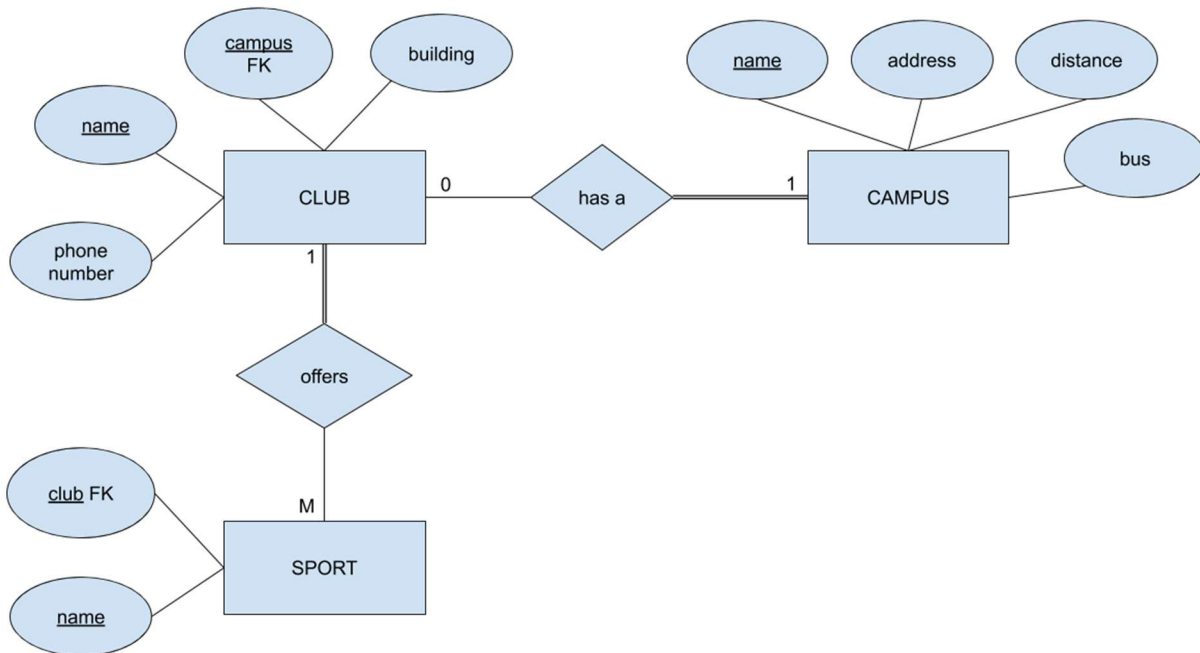 campus
FK
building
name
address
distance
name
bus
CLUB
0
has a
1
CAMPUS
phone
number
1
offers
club FK
M
SPORT
name